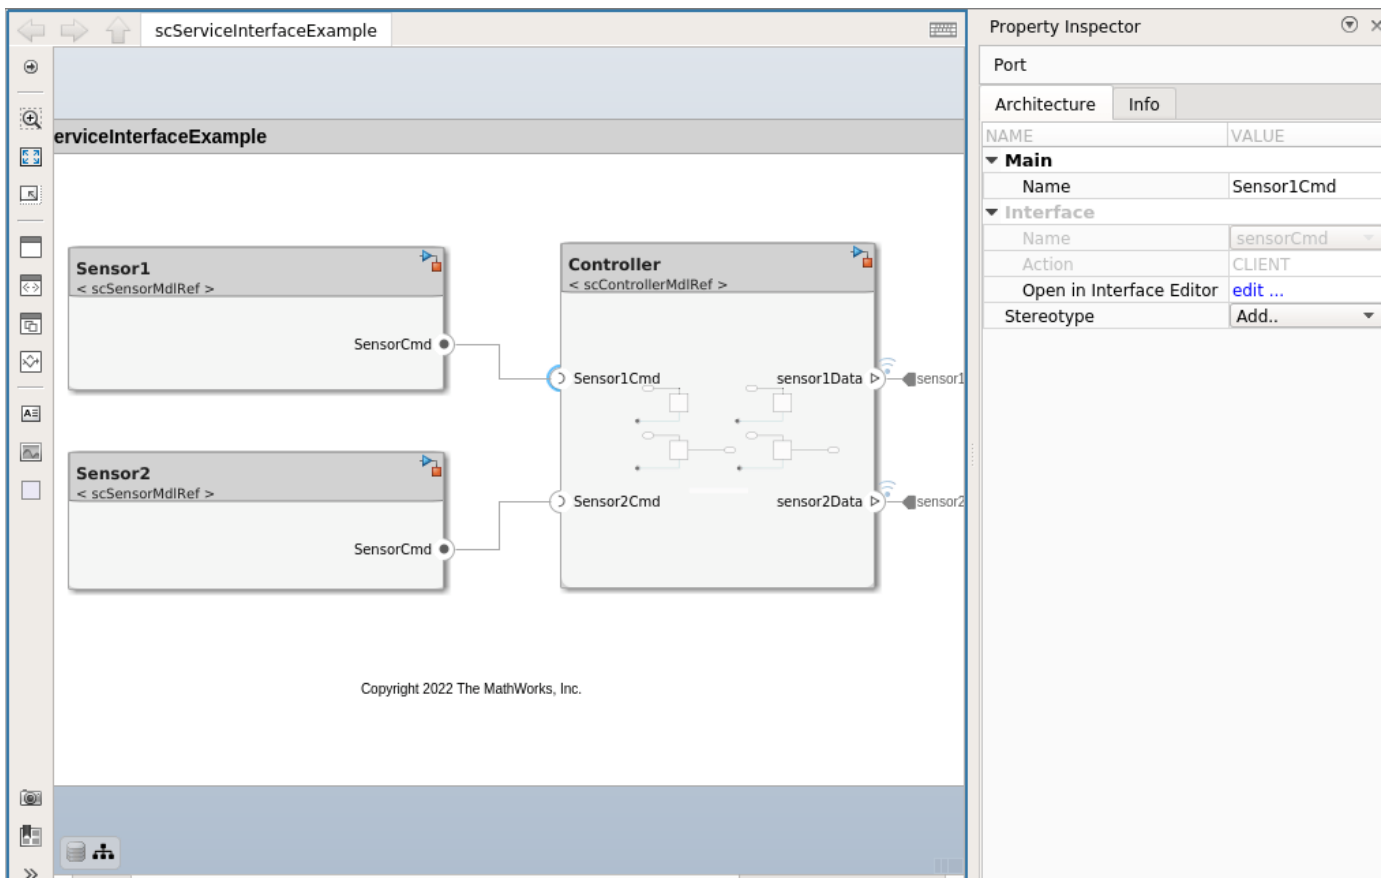 scServiceInterfaceExample
erviceInterfaceExample
Sensor1
< scSensorMdlRef >
SensorCmd
Sensor2
< scSensorMdlRef >
SensorCmd
Controller
< scControllerMdlRef >
Sensor1Cmd
sensor1Data
sensor1
Sensor2Cmd
sensor2Data
sensor2
Copyright 2022 The MathWorks, Inc.
Property Inspector
Port
Architecture
Info
NAME VALUE
Main
Name Sensor1Cmd
Interface
Name sensorCmd
Action CLIENT
Open in Interface Editor edit ...
Stereotype Add..